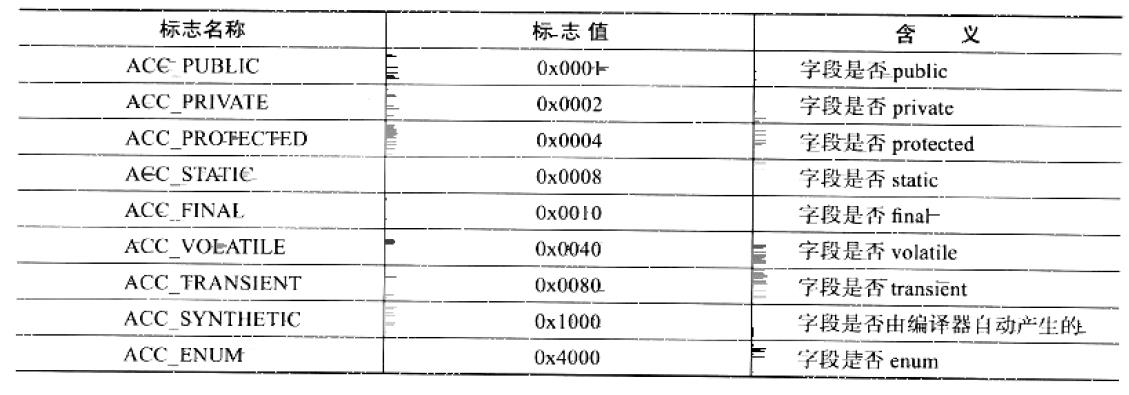 标志名称 标志值 含义
ACC_PUBLIC 0x0001 字段是否 public
ACC_PRIVATE 0x0002 字段是否 private
ACC_PROTECTED 0x0004 字段是否 protected
ACC_STATIC 0x0008 字段是否 static
ACC_FINAL 0x0010 字段是否 final
ACC_VOLATILE 0x0040 字段是否 volatile
ACC_TRANSIENT 0x0080 字段是否 transient
ACC_SYNTHETIC 0x1000 字段是否由编译器自动产生的
ACC_ENUM 0x4000 字段是否 enum